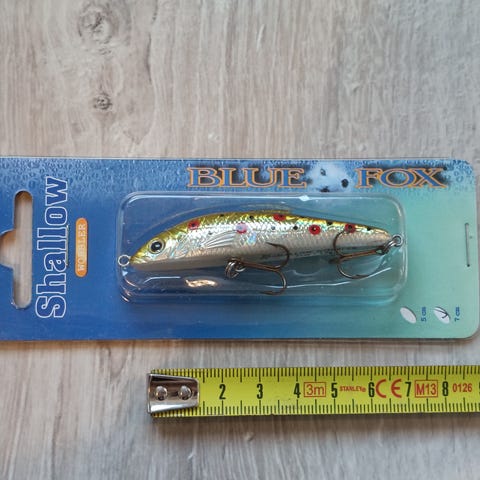 BLUE FOX
Shallow
WOBBLER
5 cm
7 cm
2 3 4 3m 5 STANLEY 6 CE 7 M13 8 0126